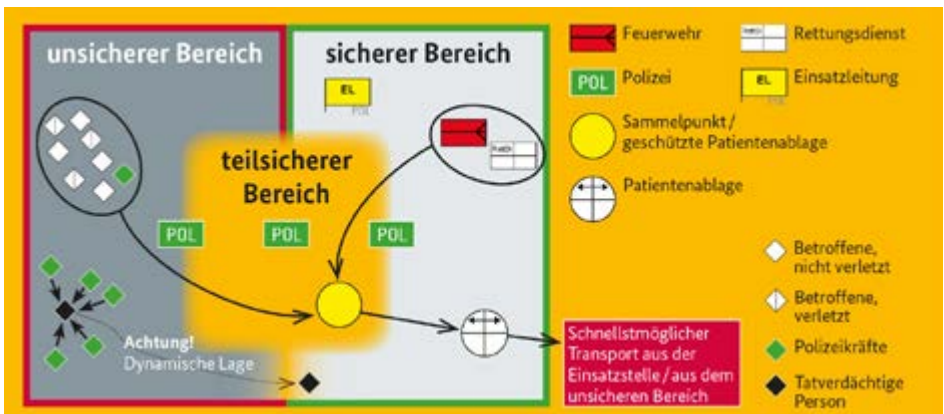 unsicherer Bereich
sicherer Bereich
EL
POL
teilsicherer
Bereich
POL
POL
POL
Achtung!
Dynamische Lage
Feuerwehr
Rettungsdienst
POL
Polizei
EL
POL
Einsatzleitung
Sammelpunkt /
geschützte Patientenablage
Patientenablage
Betroffene,
nicht verletzt
Betroffene,
verletzt
Polizeikräfte
Tatverdächtige
Person
Schnellstmöglicher
Transport aus der
Einsatzstelle / aus dem
unsicheren Bereich